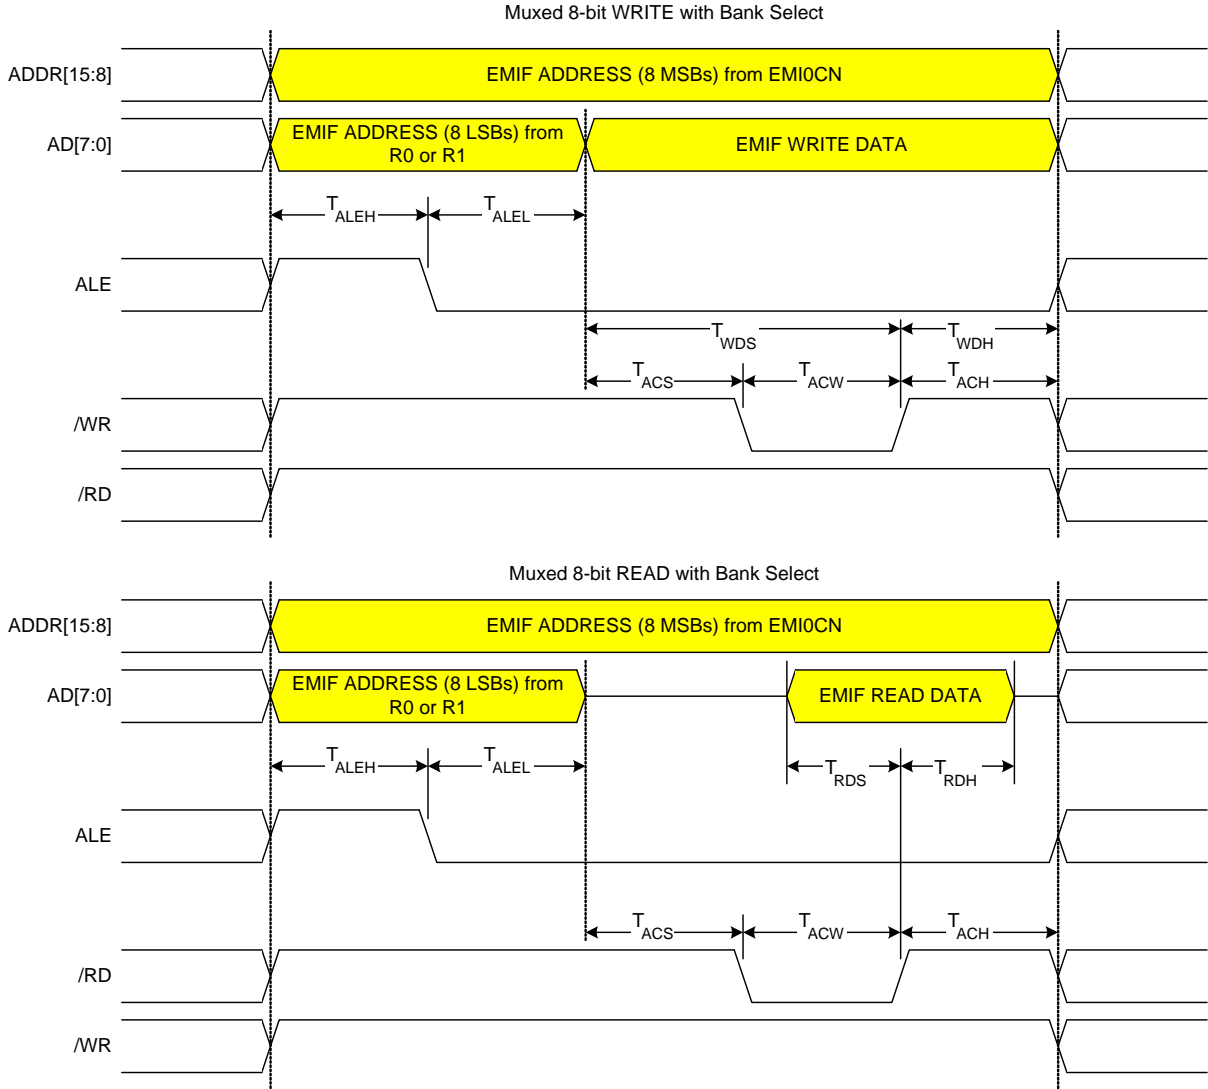 Muxed 8-bit WRITE with Bank Select
ADDR[15:8]
EMIF ADDRESS (8 MSBs) from EMI0CN
AD[7:0]
EMIF ADDRESS (8 LSBs) from
R0 or R1
EMIF WRITE DATA
TALEH
TALEL
ALE
TWDS
TWDH
TACS
TACW
TACH
/WR
/RD
Muxed 8-bit READ with Bank Select
ADDR[15:8]
EMIF ADDRESS (8 MSBs) from EMI0CN
AD[7:0]
EMIF ADDRESS (8 LSBs) from
R0 or R1
EMIF READ DATA
TALEH
TALEL
TRDS
TRDH
ALE
TACS
TACW
TACH
/RD
/WR